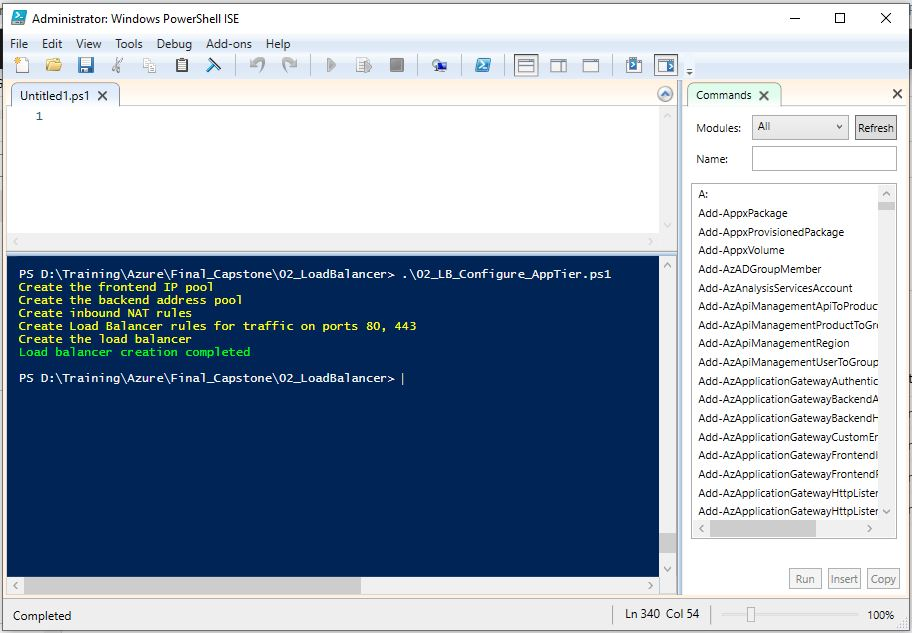 Administrator: Windows PowerShell ISE
File Edit View Tools Debug Add-ons Help
Untitled1.ps1
1
PS D:\Training\Azure\Final_Capstone\02_LoadBalancer> .\02_LB_Configure_AppTier.ps1
Create the frontend IP pool
Create the backend address pool
Create inbound NAT rules
Create Load Balancer rules for traffic on ports 80, 443
Create the load balancer
Load balancer creation completed
PS D:\Training\Azure\Final_Capstone\02_LoadBalancer>
Commands
Modules: All Refresh
Name:
A:
Add-AppxPackage
Add-AppxProvisionedPackage
Add-AppxVolume
Add-AzADGroupMember
Add-AzAnalysisServicesAccount
Add-AzApiManagementApiToProduc
Add-AzApiManagementProductToGr
Add-AzApiManagementRegion
Add-AzApiManagementUserToGroup
Add-AzApplicationGatewayAuthentic
Add-AzApplicationGatewayBackendA
Add-AzApplicationGatewayBackendH
Add-AzApplicationGatewayCustomEr
Add-AzApplicationGatewayFrontendI
Add-AzApplicationGatewayFrontendP
Add-AzApplicationGatewayHttpListen
Add-AzApplicationGatewayHttpListen
Run Insert Copy
Completed
Ln 340 Col 54
100%